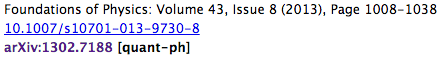 Foundations of Physics: Volume 43, Issue 8 (2013), Page 1008-1038
10.1007/s10701-013-9730-8
arXiv:1302.7188 [quant-ph]